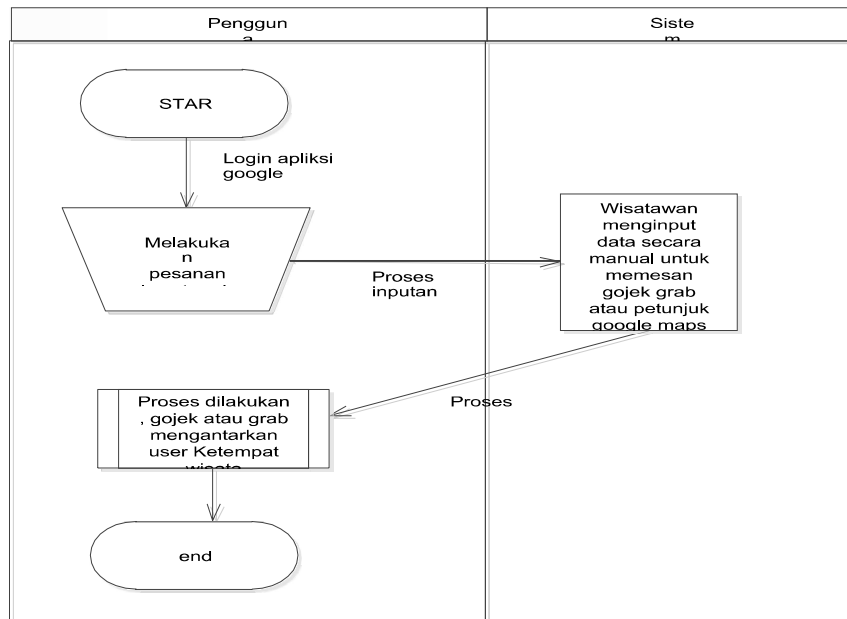 Penggun
a
Siste
m
STAR
Login apliksi
google
Melakuka
n
pesanan
Proses
inputan
Wisatawan
menginput
data secara
manual untuk
memesan
gojek grab
atau petunjuk
google maps
Proses dilakukan
, gojek atau grab
mengantarkan
user Ketempat
wisata
Proses
end